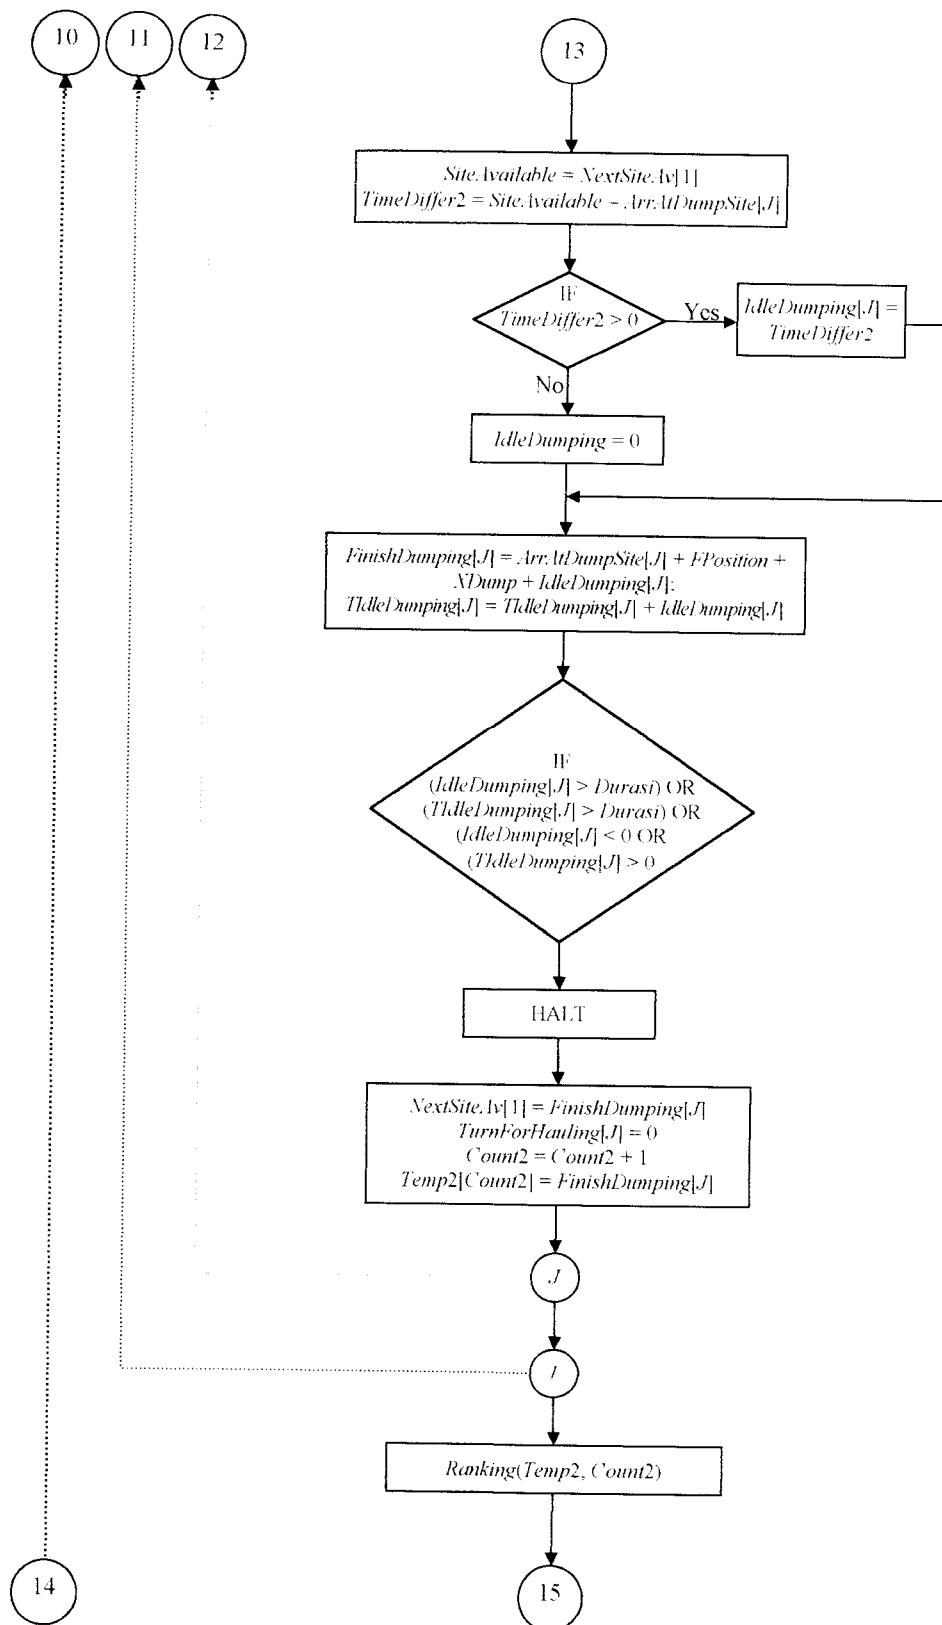 10
11
12
13
SiteAvailable = NextSiteAv[1]
TimeDiffer2 = SiteAvailable – ArrAtDumpSite[J]
IF
TimeDiffer2 > 0
Yes
IdleDumping[J] =
TimeDiffer2
No
IdleDumping = 0
FinishDumping[J] = ArrAtDumpSite[J] + FPosition +
XDump + IdleDumping[J];
TIdleDumping[J] = TIdleDumping[J] + IdleDumping[J]
IF
(IdleDumping[J] > Durasi) OR
(TIdleDumping[J] > Durasi) OR
(IdleDumping[J] < 0 OR
(TIdleDumping[J] > 0
HALT
NextSiteAv[1] = FinishDumping[J]
TurnForHauling[J] = 0
Count2 = Count2 + 1
Temp2[Count2] = FinishDumping[J]
J
I
Ranking(Temp2, Count2)
14
15